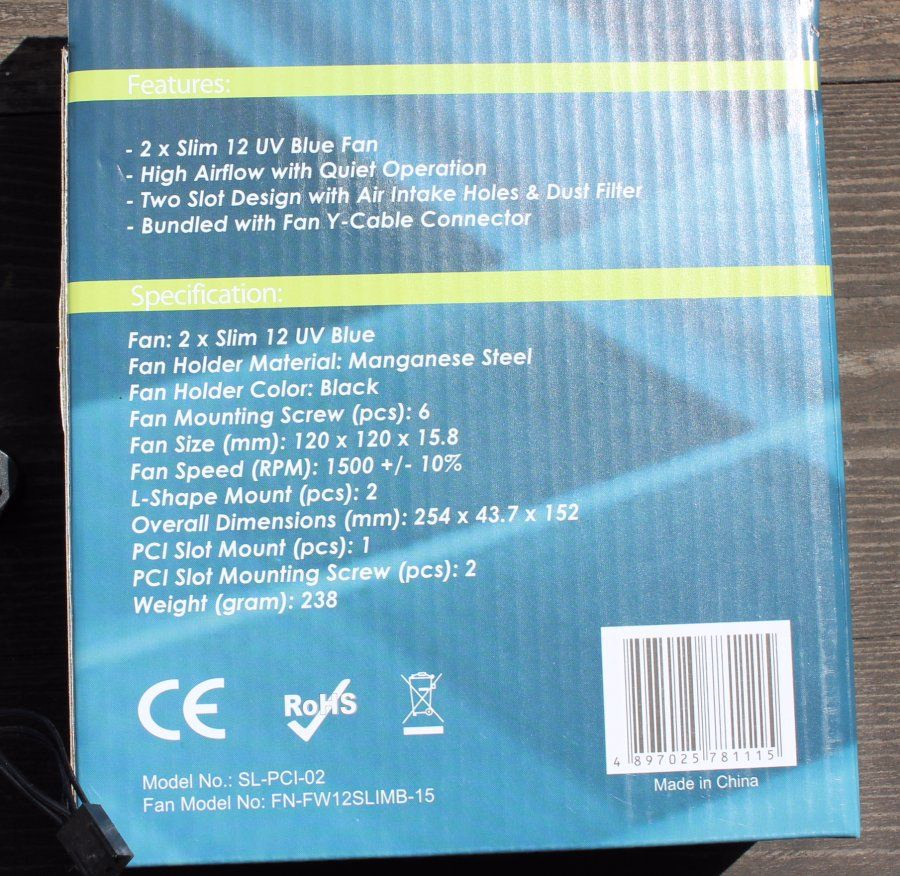 Features:
- 2 x Slim 12 UV Blue Fan
- High Airflow with Quiet Operation
- Two Slot Design with Air Intake Holes & Dust Filter
- Bundled with Fan Y-Cable Connector
Specification:
Fan: 2 x Slim 12 UV Blue
Fan Holder Material: Manganese Steel
Fan Holder Color: Black
Fan Mounting Screw (pcs): 6
Fan Size (mm): 120 x 120 x 15.8
Fan Speed (RPM): 1500 +/- 10%
L-Shape Mount (pcs): 2
Overall Dimensions (mm): 254 x 43.7 x 152
PCI Slot Mount (pcs): 1
PCI Slot Mounting Screw (pcs): 2
Weight (gram): 238
CE
RoHS
Model No.: SL-PCI-02
Fan Model No: FN-FW12SLIMB-15
4 897025 781115
Made in China